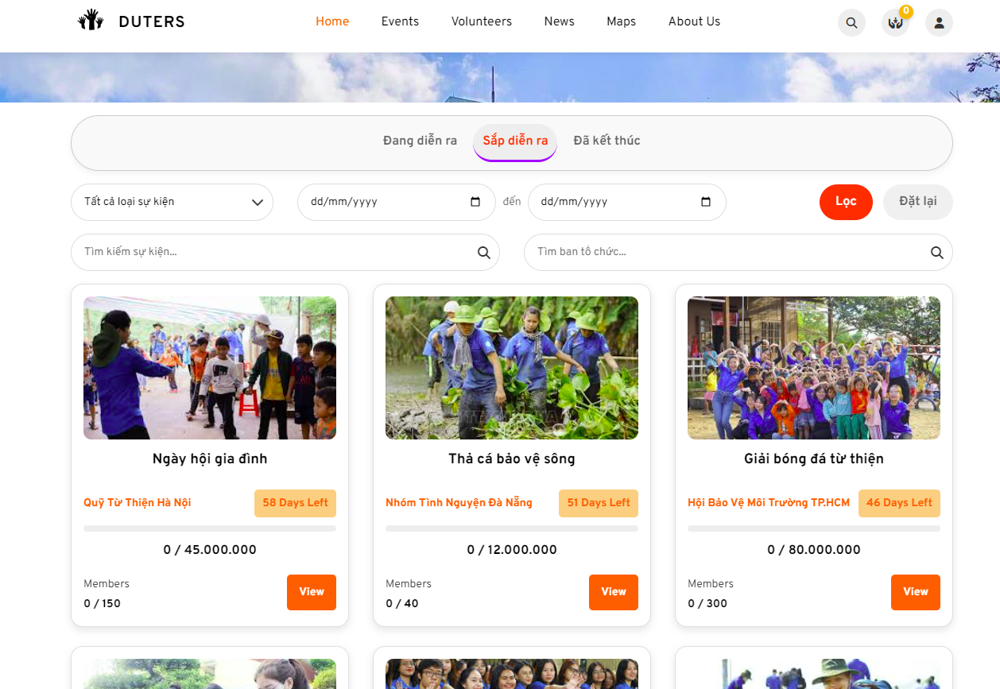 DUTERS
Home Events Volunteers News Maps About Us
0
Đang diễn ra Sắp diễn ra Đã kết thúc
Tất cả loại sự kiện dd/mm/yyyy đến dd/mm/yyyy Lọc Đặt lại
Tìm kiếm sự kiện... Tìm ban tổ chức...
Ngày hội gia đình
Quỹ Từ Thiện Hà Nội 58 Days Left
0 / 45.000.000
Members
0 / 150
View
Thả cá bảo vệ sông
Nhóm Tình Nguyện Đà Nẵng 51 Days Left
0 / 12.000.000
Members
0 / 40
View
Giải bóng đá từ thiện
Hội Bảo Vệ Môi Trường TP.HCM 46 Days Left
0 / 80.000.000
Members
0 / 300
View